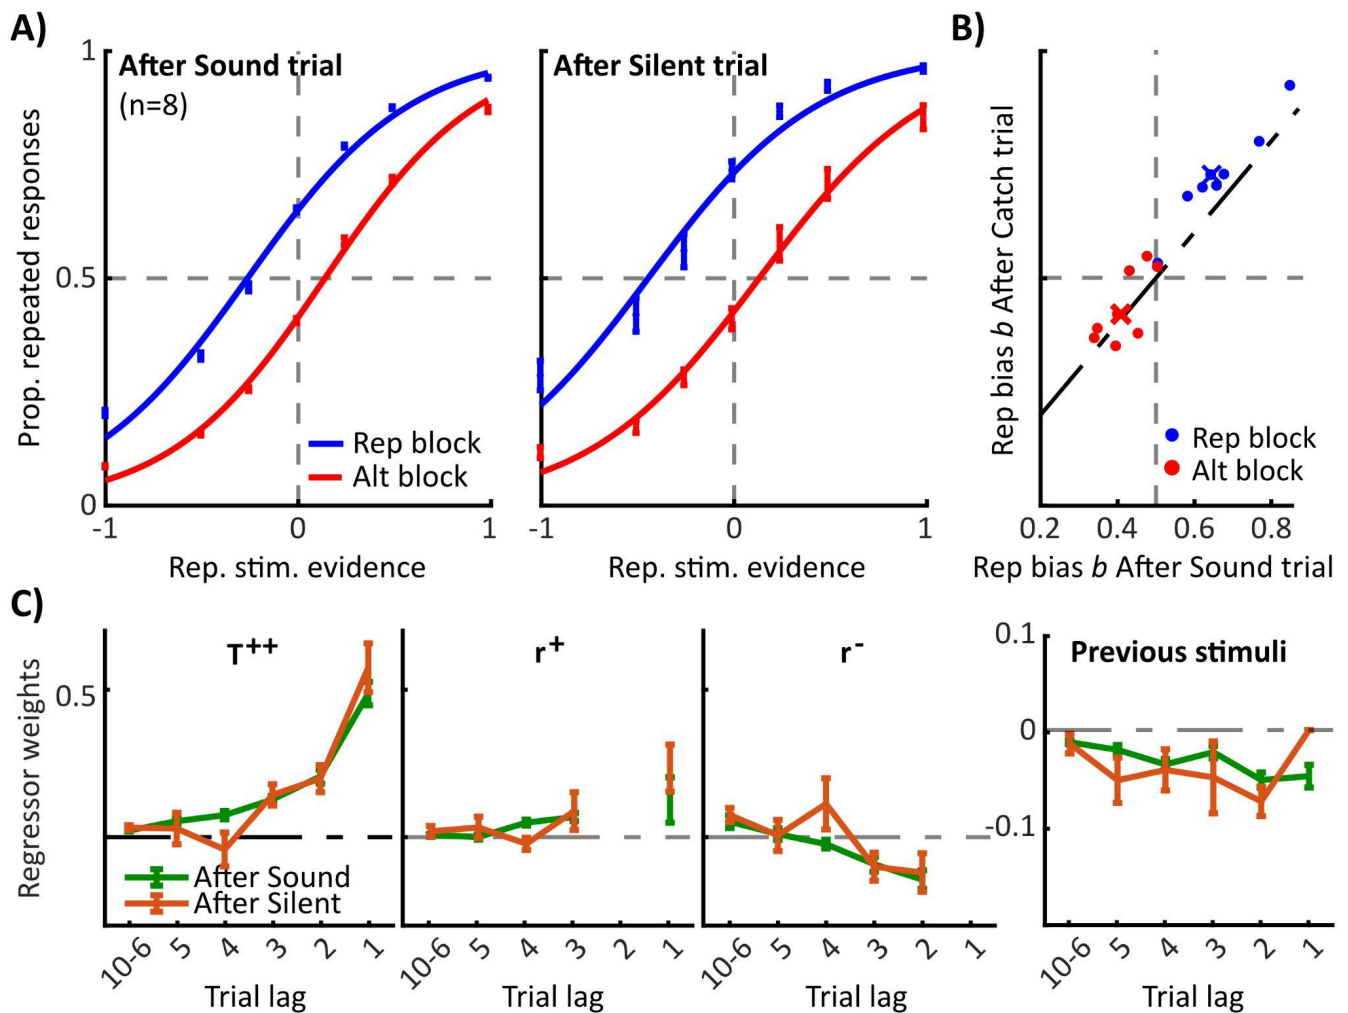 A)
B)
1
After Sound trial
(n=8)
After Silent trial
Prop. repeated responses
0.5
0
Rep block
Alt block
-1
0
1
-1
0
1
Rep. stim. evidence
Rep. stim. evidence
Rep bias b After Catch trial
Rep block
Alt block
0.2
0.4
0.6
0.8
Rep bias b After Sound trial
C)
T++
r+
r-
Previous stimuli
Regressor weights
0.5
0.1
0
-0.1
After Sound
After Silent
10-6
5
4
3
2
1
10-6
5
4
3
2
1
10-6
5
4
3
2
1
10-6
5
4
3
2
1
Trial lag
Trial lag
Trial lag
Trial lag